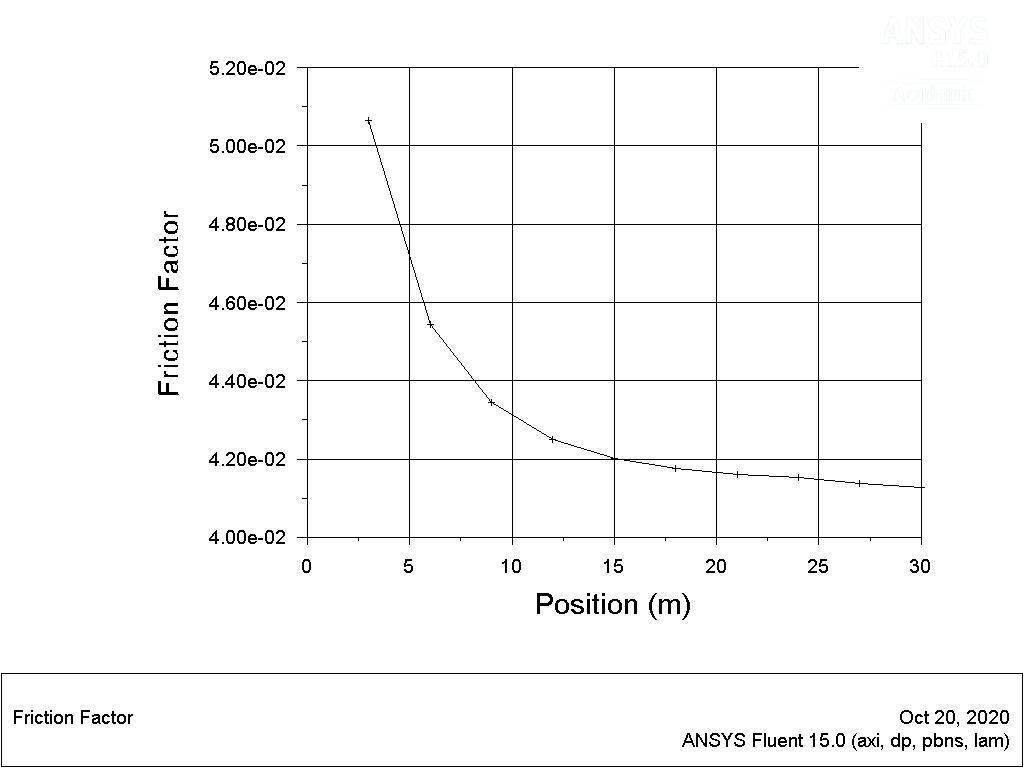 ANSYS
R15.0
Academic
5.20e-02
5.00e-02
4.80e-02
4.60e-02
4.40e-02
4.20e-02
4.00e-02
Friction Factor
0 5 10 15 20 25 30
Position (m)
Friction Factor
Oct 20, 2020
ANSYS Fluent 15.0 (axi, dp, pbns, lam)